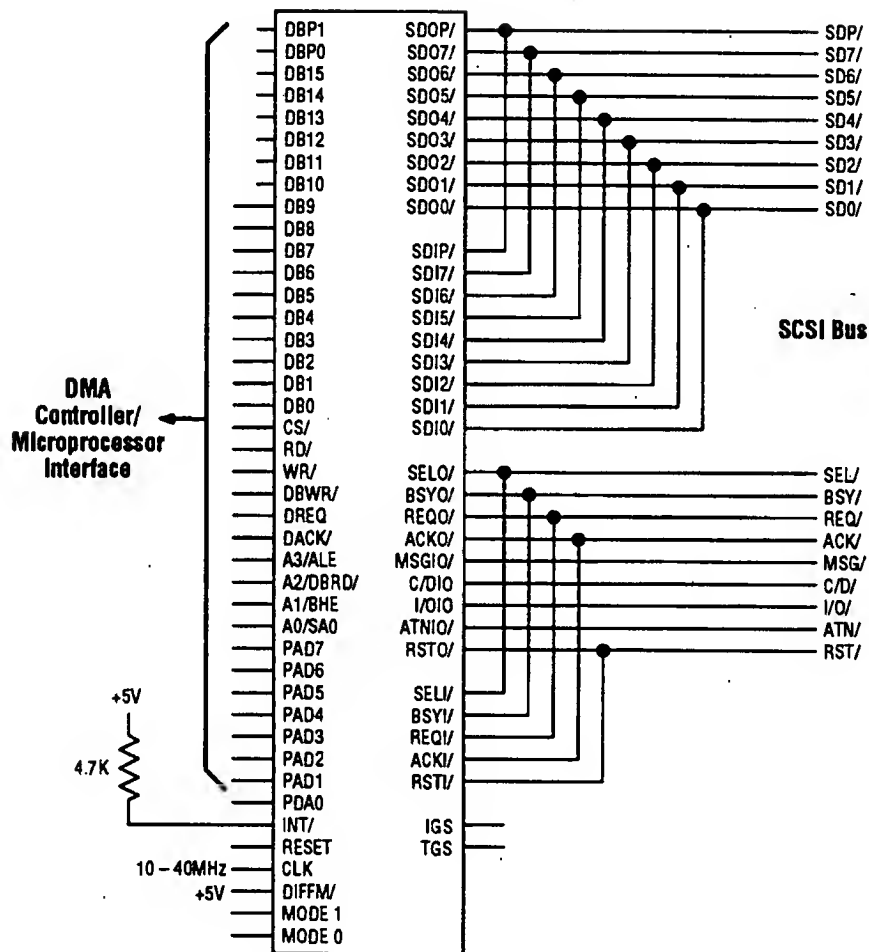 DBP1
DBP0
DB15
DB14
DB13
DB12
DB11
DB10
DB9
DB8
DB7
DB6
DB5
DB4
DB3
DB2
DB1
DB0
CS/
RD/
WR/
DBWR/
DREQ
DACK/
A3/ALE
A2/DBRD/
A1/BHE
A0/SA0
PAD7
PAD6
PAD5
PAD4
PAD3
PAD2
PAD1
PDA0
INT/
RESET
CLK
DIFFM/
MODE 1
MODE 0
DMA
Controller/
Microprocessor
Interface
+5V
4.7K
10 – 40MHz
+5V
SDOP/
SDO7/
SDO6/
SDO5/
SDO4/
SDO3/
SDO2/
SDO1/
SDO0/
SDIP/
SDI7/
SDI6/
SDI5/
SDI4/
SDI3/
SDI2/
SDI1/
SDI0/
SELO/
BSYO/
REQO/
ACKO/
MSGIO/
C/DIO
I/OIO
ATNIO/
RSTO/
SELI/
BSYI/
REQI/
ACKI/
RSTI/
IGS
TGS
SDP/
SD7/
SD6/
SD5/
SD4/
SD3/
SD2/
SD1/
SD0/
SCSI Bus
SEL/
BSY/
REQ/
ACK/
MSG/
C/D/
I/O/
ATN/
RST/